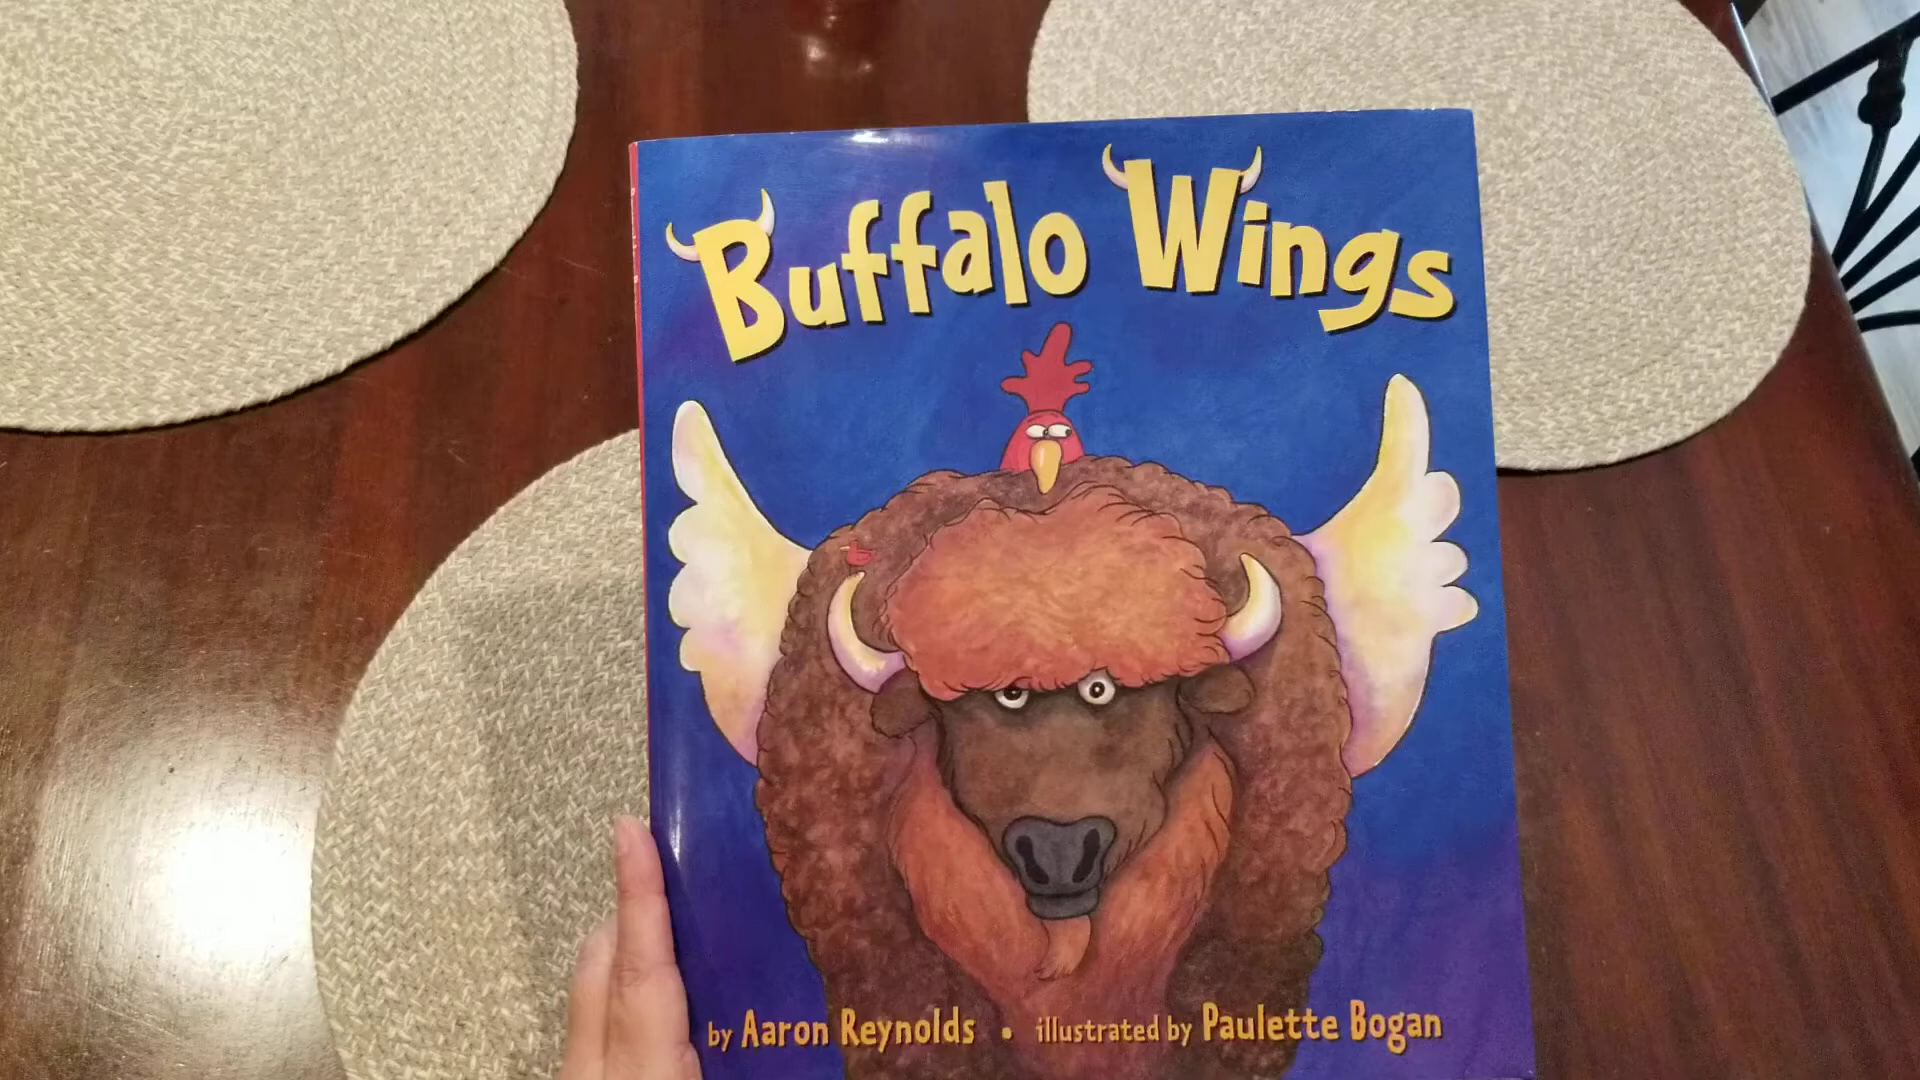 Buffalo Wings
by Aaron Reynolds • illustrated by Paulette Bogan